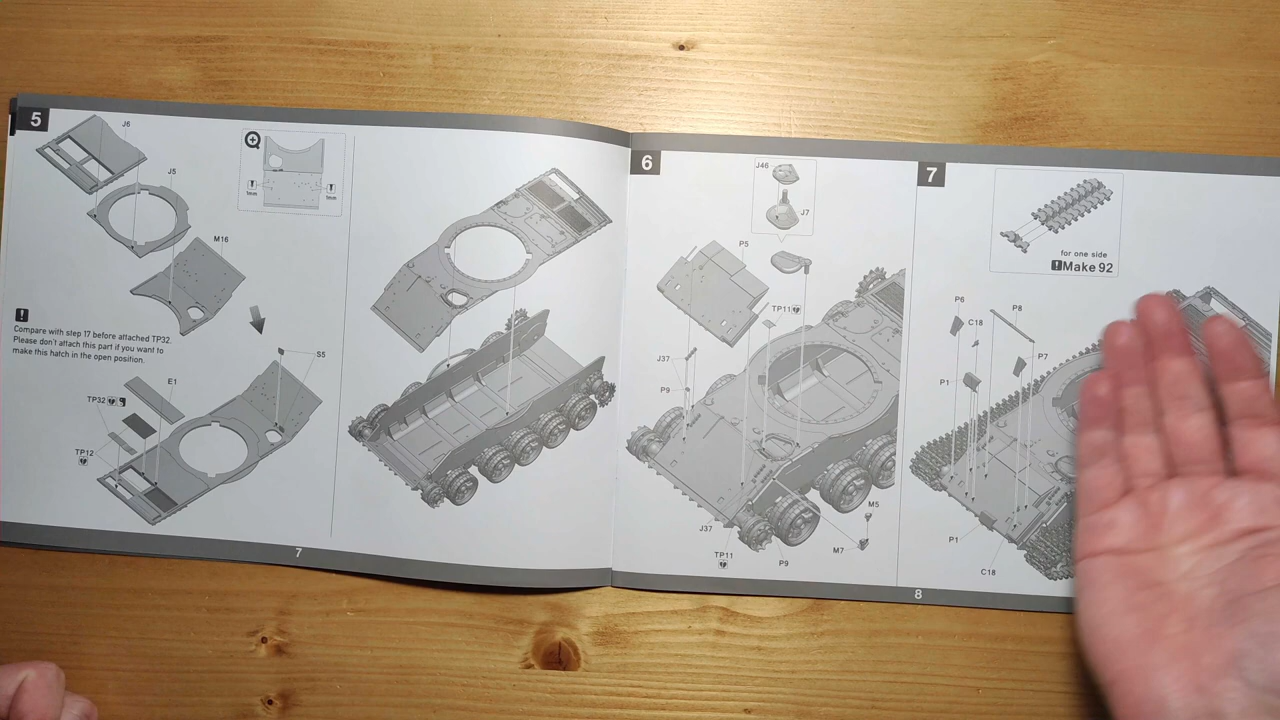 5
J6
J5
M16
1mm
1mm
!
Compare with step 17 before attached TP32.
Please don't attach this part if you want to
make this hatch in the open position.
S5
E1
TP32
TP12
7
6
J46
J7
P5
TP11
J37
P9
J37
TP11
P9
M5
M7
7
for one side
!Make 92
P6
C18
P8
P7
P1
P1
C18
8